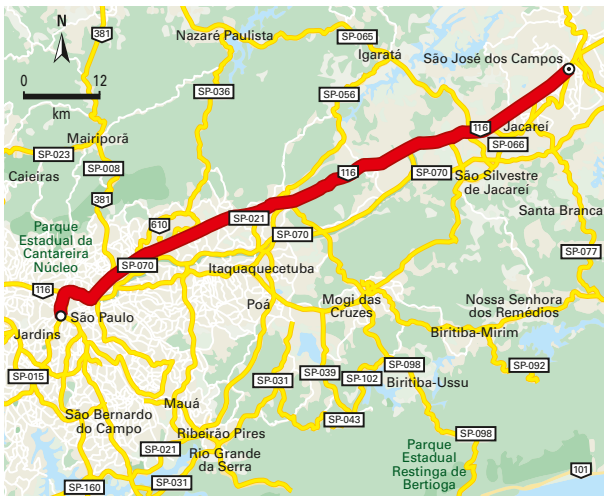 381
N
Nazaré Paulista
SP-065
Igaratá
São José dos Campos
0 12
km
SP-036
SP-056
Mairiporã
116
Jacareí
SP-066
SP-023
SP-008
Caieiras
116
SP-070
São Silvestre
de Jacareí
381
610
SP-021
Santa Branca
Parque
Estadual da
Cantareira
Núcleo
SP-070
SP-077
SP-070
Itaquaquecetuba
116
Poá
Mogi das
Cruzes
Nossa Senhora
dos Remédios
São Paulo
Jardins
Biritiba-Mirim
SP-015
SP-031
SP-039
SP-102
SP-098
SP-092
Biritiba-Ussu
Mauá
São Bernardo
do Campo
SP-043
Ribeirão Pires
SP-098
SP-021
Rio Grande
da Serra
Parque
Estadual
Restinga de
Bertioga
101
SP-160
SP-031